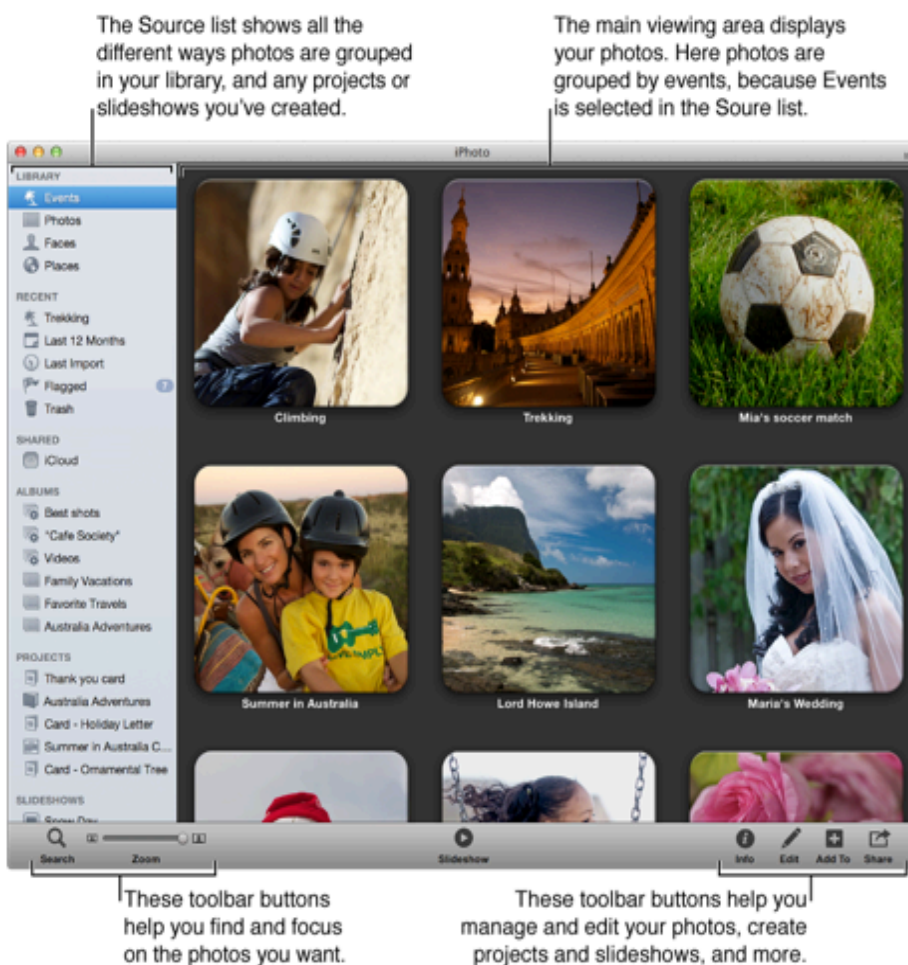 The Source list shows all the
different ways photos are grouped
in your library, and any projects or
slideshows you've created.
The main viewing area displays
your photos. Here photos are
grouped by events, because Events
is selected in the Soure list.
iPhoto
LIBRARY
Events
Photos
Faces
Places
RECENT
Trekking
Last 12 Months
Last Import
Flagged 7
Trash
SHARED
iCloud
ALBUMS
Best shots
"Cafe Society"
Videos
Family Vacations
Favorite Travels
Australia Adventures
PROJECTS
Thank you card
Australia Adventures
Card - Holiday Letter
Summer in Australia C...
Card - Ornamental Tree
SLIDESHOWS
Snow Day
Climbing
Trekking
Mia's soccer match
Summer in Australia
Lord Howe Island
Maria's Wedding
Search
Zoom
Slideshow
Info
Edit
Add To
Share
These toolbar buttons
help you find and focus
on the photos you want.
These toolbar buttons help you
manage and edit your photos, create
projects and slideshows, and more.